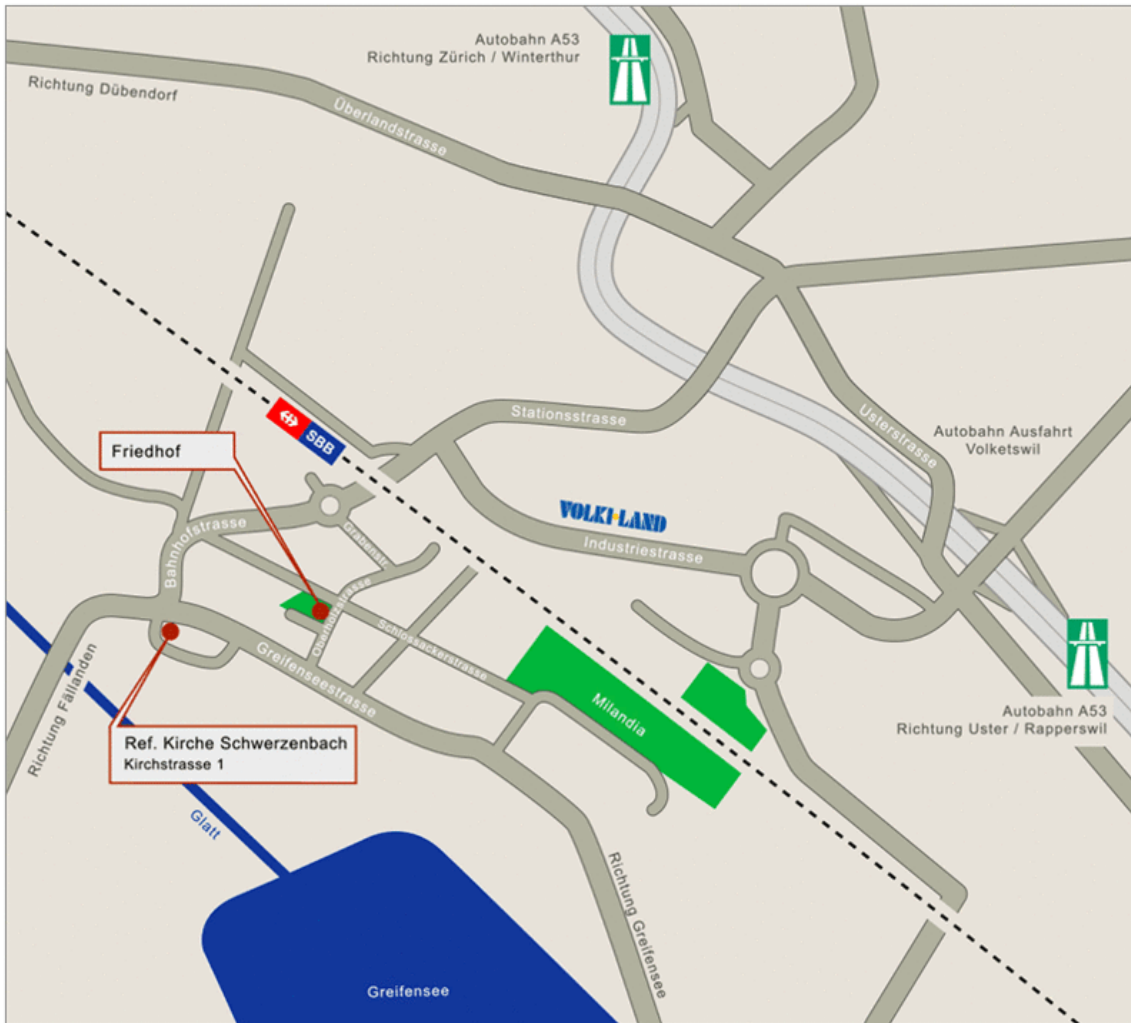 Autobahn A53
Richtung Zürich / Winterthur
Richtung Dübendorf
Überlandstrasse
Stationsstrasse
Usterstrasse
Autobahn Ausfahrt
Volketswil
SBB
Friedhof
VOLKI LAND
Industriestrasse
Bahnhofstrasse
Grabenstr.
Oberholzstrasse
Schlossackerstrasse
Greifenseestrasse
Milandia
Autobahn A53
Richtung Uster / Rapperswil
Richtung Fällanden
Ref. Kirche Schwerzenbach
Kirchstrasse 1
Glatt
Richtung Greifensee
Greifensee